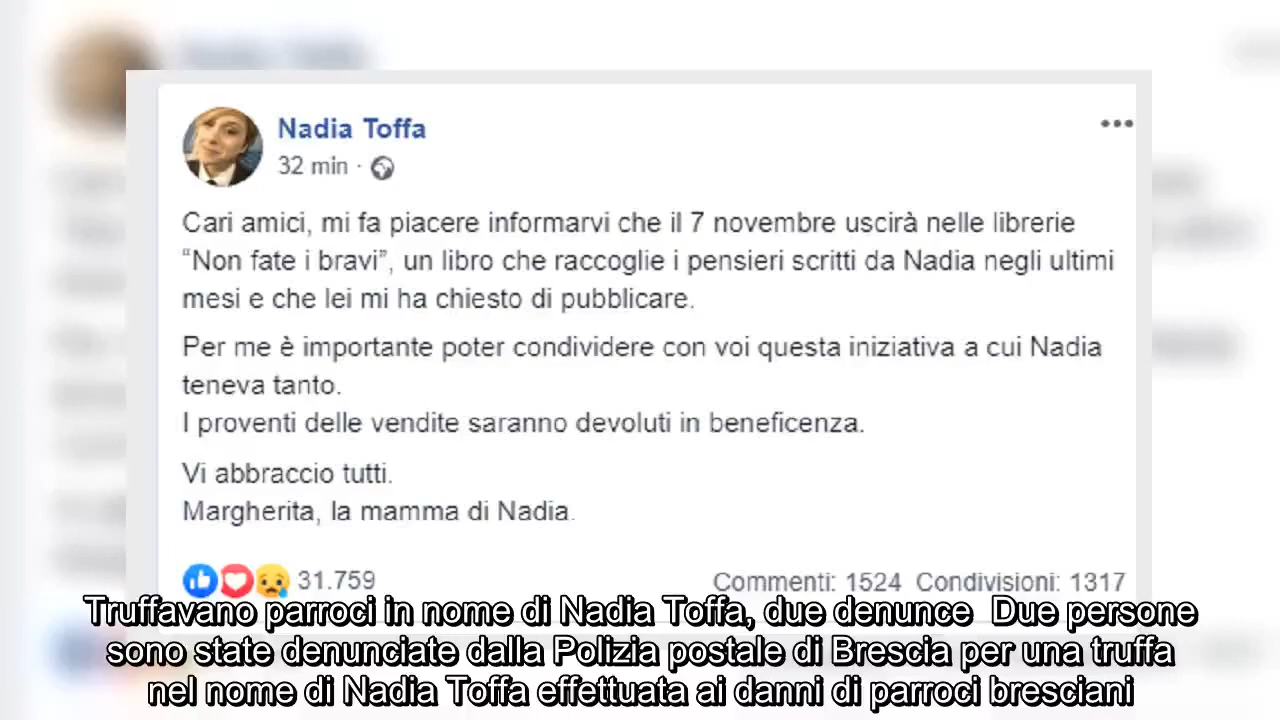 Nadia Toffa
32 min ·
Cari amici, mi fa piacere informarvi che il 7 novembre uscirà nelle librerie
“Non fate i bravi”, un libro che raccoglie i pensieri scritti da Nadia negli ultimi
mesi e che lei mi ha chiesto di pubblicare.
Per me è importante poter condividere con voi questa iniziativa a cui Nadia
teneva tanto.
I proventi delle vendite saranno devoluti in beneficenza.
Vi abbraccio tutti.
Margherita, la mamma di Nadia.
31.759 Commenti: 1524 Condivisioni: 1317
Truffavano parroci in nome di Nadia Toffa, due denunce Due persone
sono state denunciate dalla Polizia postale di Brescia per una truffa
nel nome di Nadia Toffa effettuata ai danni di parroci bresciani